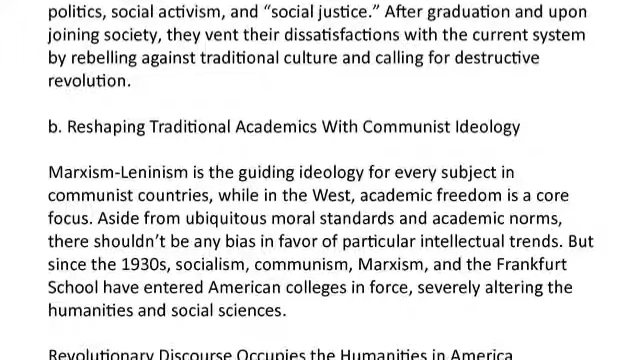 politics, social activism, and “social justice.” After graduation and upon
joining society, they vent their dissatisfactions with the current system
by rebelling against traditional culture and calling for destructive
revolution.
b. Reshaping Traditional Academics With Communist Ideology
Marxism-Leninism is the guiding ideology for every subject in
communist countries, while in the West, academic freedom is a core
focus. Aside from ubiquitous moral standards and academic norms,
there shouldn’t be any bias in favor of particular intellectual trends. But
since the 1930s, socialism, communism, Marxism, and the Frankfurt
School have entered American colleges in force, severely altering the
humanities and social sciences.
Revolutionary Discourse Occupies the Humanities in America